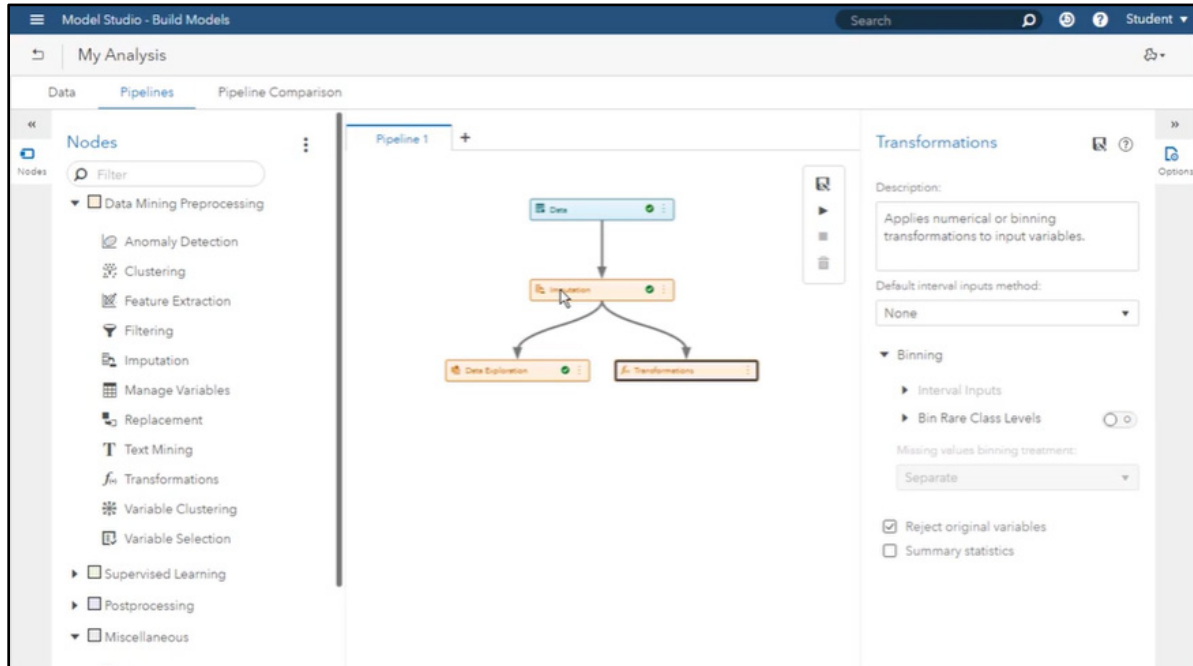 Model Studio - Build Models
Search
Student
My Analysis
Data
Pipelines
Pipeline Comparison
Nodes
Nodes
Filter
Data Mining Preprocessing
Anomaly Detection
Clustering
Feature Extraction
Filtering
Imputation
Manage Variables
Replacement
Text Mining
Transformations
Variable Clustering
Variable Selection
Supervised Learning
Postprocessing
Miscellaneous
Pipeline 1
Data
Imputation
Data Exploration
Transformations
Transformations
Options
Description:
Applies numerical or binning
transformations to input variables.
Default interval inputs method:
None
Binning
Interval Inputs
Bin Rare Class Levels
Missing values binning treatment:
Separate
Reject original variables
Summary statistics